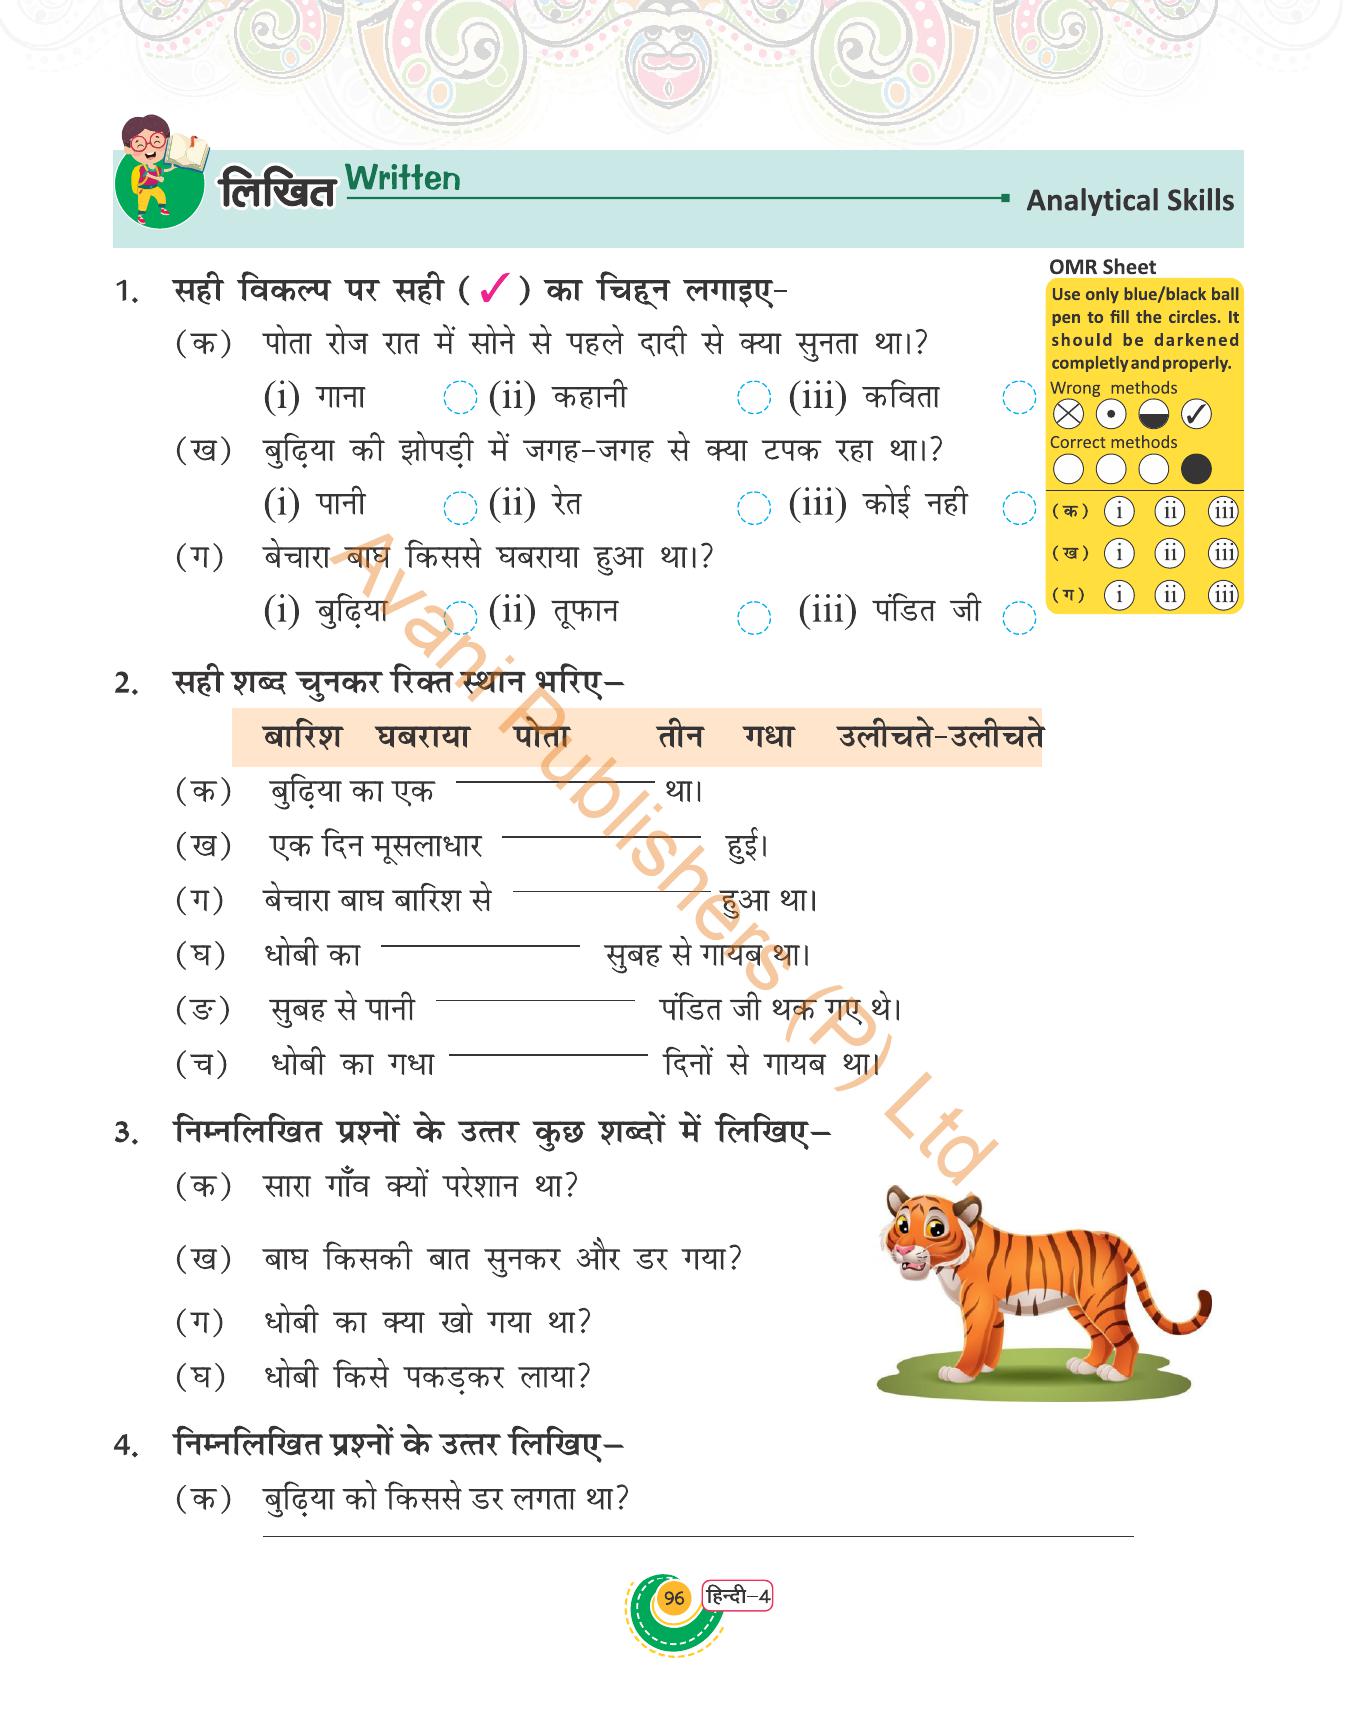 लिखित Written
Analytical Skills
1. सही विकल्प पर सही (✓) का चिह्न लगाइए-
(क) पोता रोज रात में सोने से पहले दादी से क्या सुनता था।?
(i) गाना (ii) कहानी (iii) कविता
(ख) बुढ़िया की झोपड़ी में जगह-जगह से क्या टपक रहा था।?
(i) पानी (ii) रेत (iii) कोई नही
(ग) बेचारा बाघ किससे घबराया हुआ था।?
(i) बुढ़िया (ii) तूफान (iii) पंडित जी
OMR Sheet
Use only blue/black ball
pen to fill the circles. It
should be darkened
completly and properly.
Wrong methods
Correct methods
(क) i ii iii
(ख) i ii iii
(ग) i ii iii
2. सही शब्द चुनकर रिक्त स्थान भरिए–
बारिश घबराया पोता तीन गधा उलीचते-उलीचते
(क) बुढ़िया का एक ________ था।
(ख) एक दिन मूसलाधार ________ हुई।
(ग) बेचारा बाघ बारिश से ________ हुआ था।
(घ) धोबी का ________ सुबह से गायब था।
(ङ) सुबह से पानी ________ पंडित जी थक गए थे।
(च) धोबी का गधा ________ दिनों से गायब था।
3. निम्नलिखित प्रश्नों के उत्तर कुछ शब्दों में लिखिए–
(क) सारा गाँव क्यों परेशान था?
(ख) बाघ किसकी बात सुनकर और डर गया?
(ग) धोबी का क्या खो गया था?
(घ) धोबी किसे पकड़कर लाया?
4. निम्नलिखित प्रश्नों के उत्तर लिखिए–
(क) बुढ़िया को किससे डर लगता था?
96 हिन्दी–4
Avani Publishers (P) Ltd